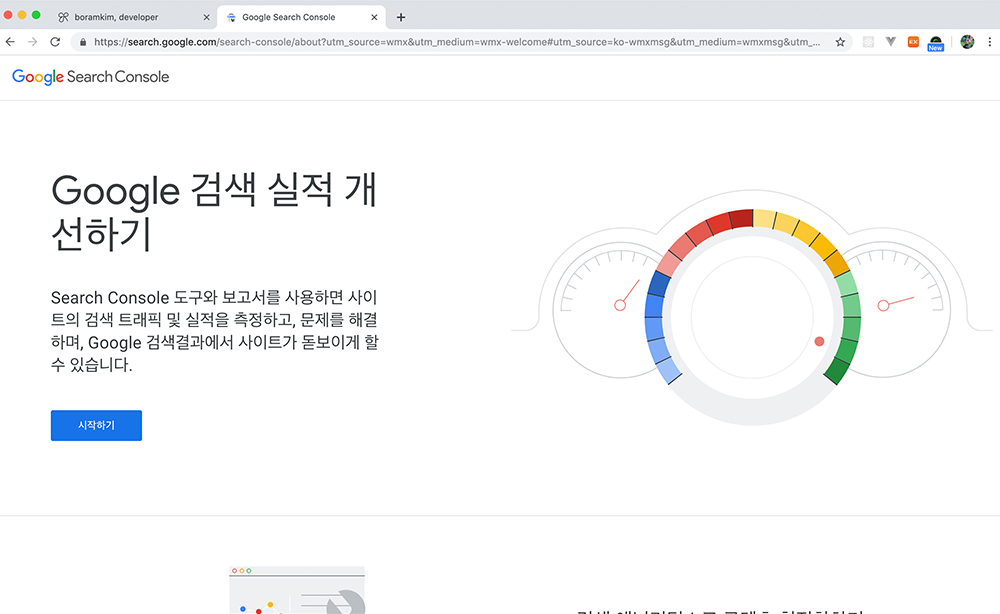 boramkim, developer
Google Search Console
https://search.google.com/search-console/about?utm_source=wmx&utm_medium=wmx-welcome#utm_source=ko-wmxmsg&utm_medium=wmxmsg&utm_...
EX
New
Google Search Console
Google 검색 실적 개
선하기
Search Console 도구와 보고서를 사용하면 사이
트의 검색 트래픽 및 실적을 측정하고, 문제를 해결
하며, Google 검색결과에서 사이트가 돋보이게 할
수 있습니다.
시작하기